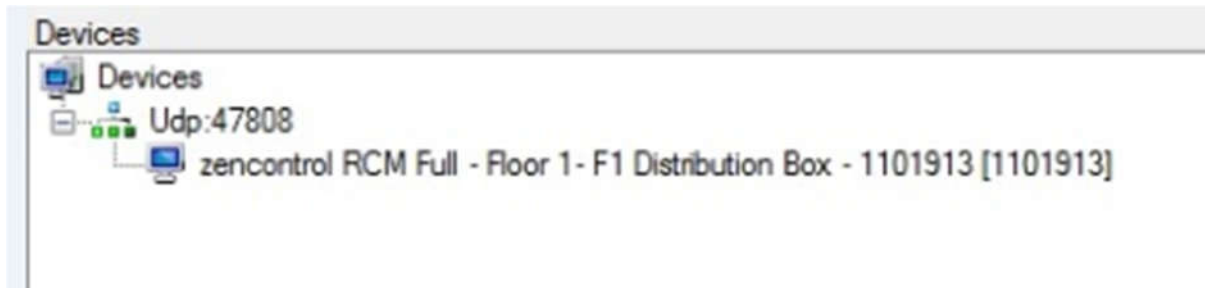 Devices
Devices
Udp:47808
zencontrol RCM Full - Floor 1- F1 Distribution Box - 1101913 [1101913]